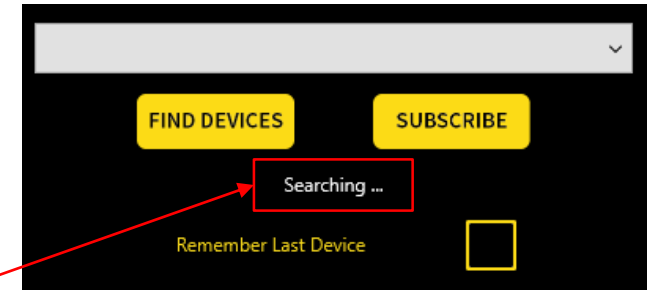 FIND DEVICES SUBSCRIBE
Searching ...
Remember Last Device